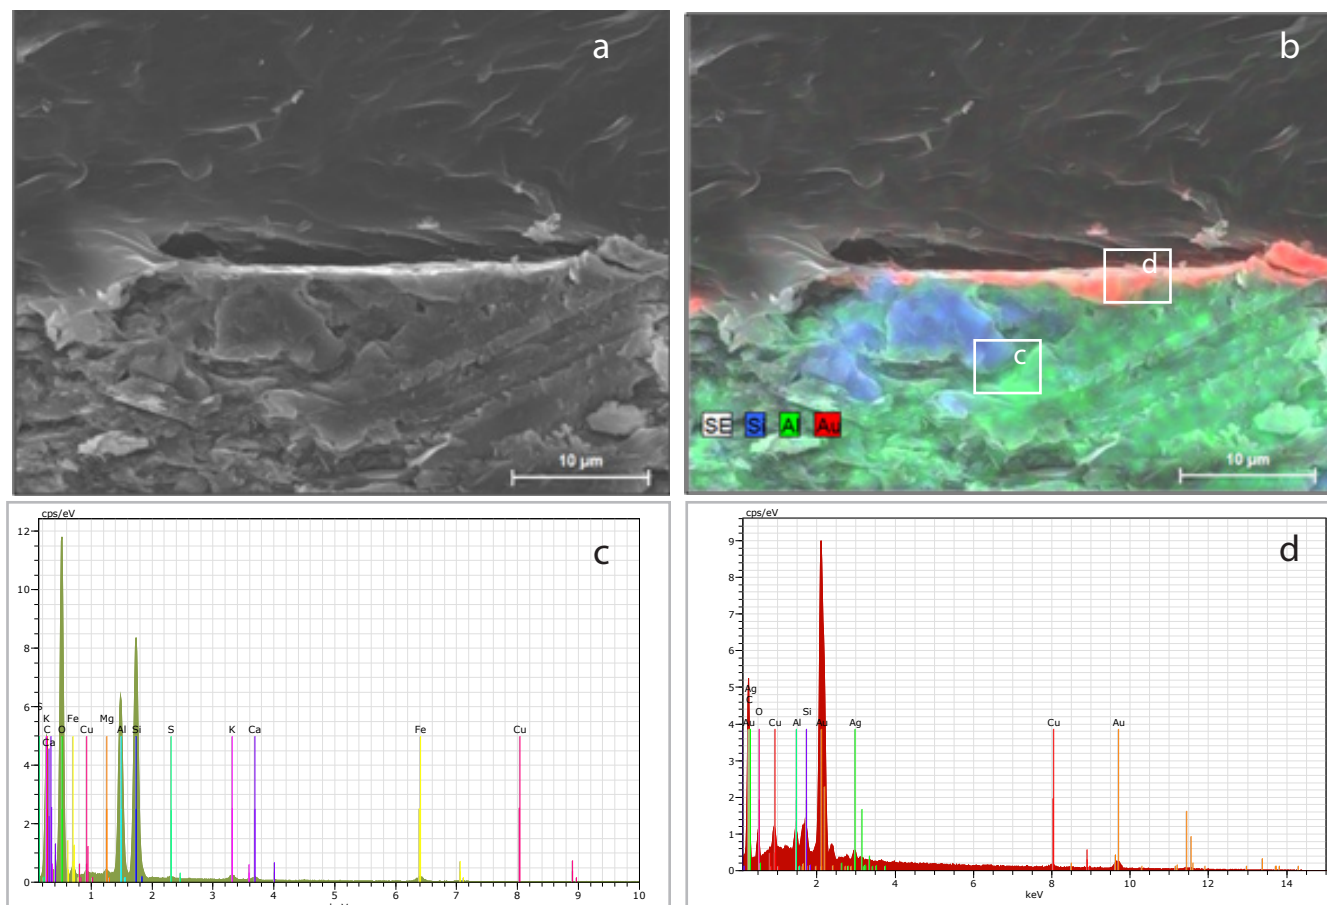 a
10 µm
b
d
c
SE Si Al Au
10 µm
cps/eV
c
12
10
8
6
4
2
0
S
K
C
Ca
O
Fe
Cu
Mg
Al
Si
S
K
Ca
Fe
Cu
1 2 3 4 5 6 7 8 9 10
cps/eV
d
9
8
7
6
5
4
3
2
1
0
Ag
C
Au
O
Cu
Al
Si
Au
Ag
Cu
Au
2 4 6 8 10 12 14
keV